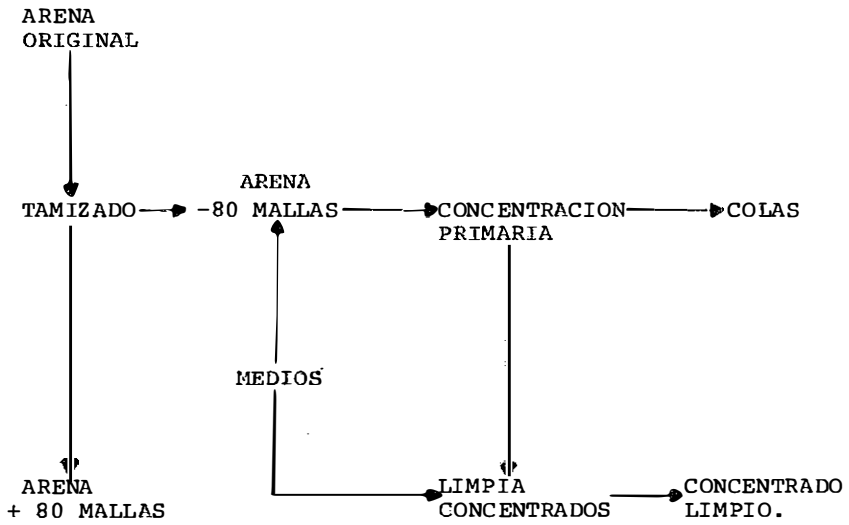 ARENA
ORIGINAL
ARENA
TAMIZADO
-80 MALLAS
CONCENTRACION
PRIMARIA
COLAS
MEDIOS
ARENA
+ 80 MALLAS
LIMPIA
CONCENTRADOS
CONCENTRADO
LIMPIO.